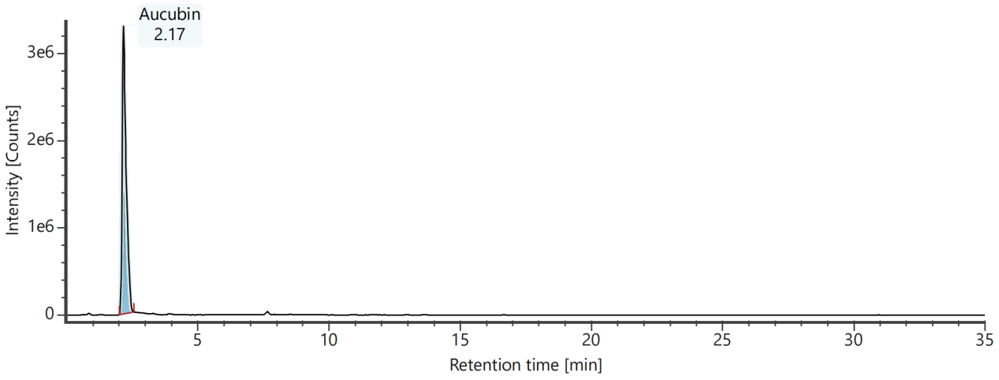 Aucubin
2.17
Intensity [Counts]
3e6
2e6
1e6
0
5 10 15 20 25 30 35
Retention time [min]